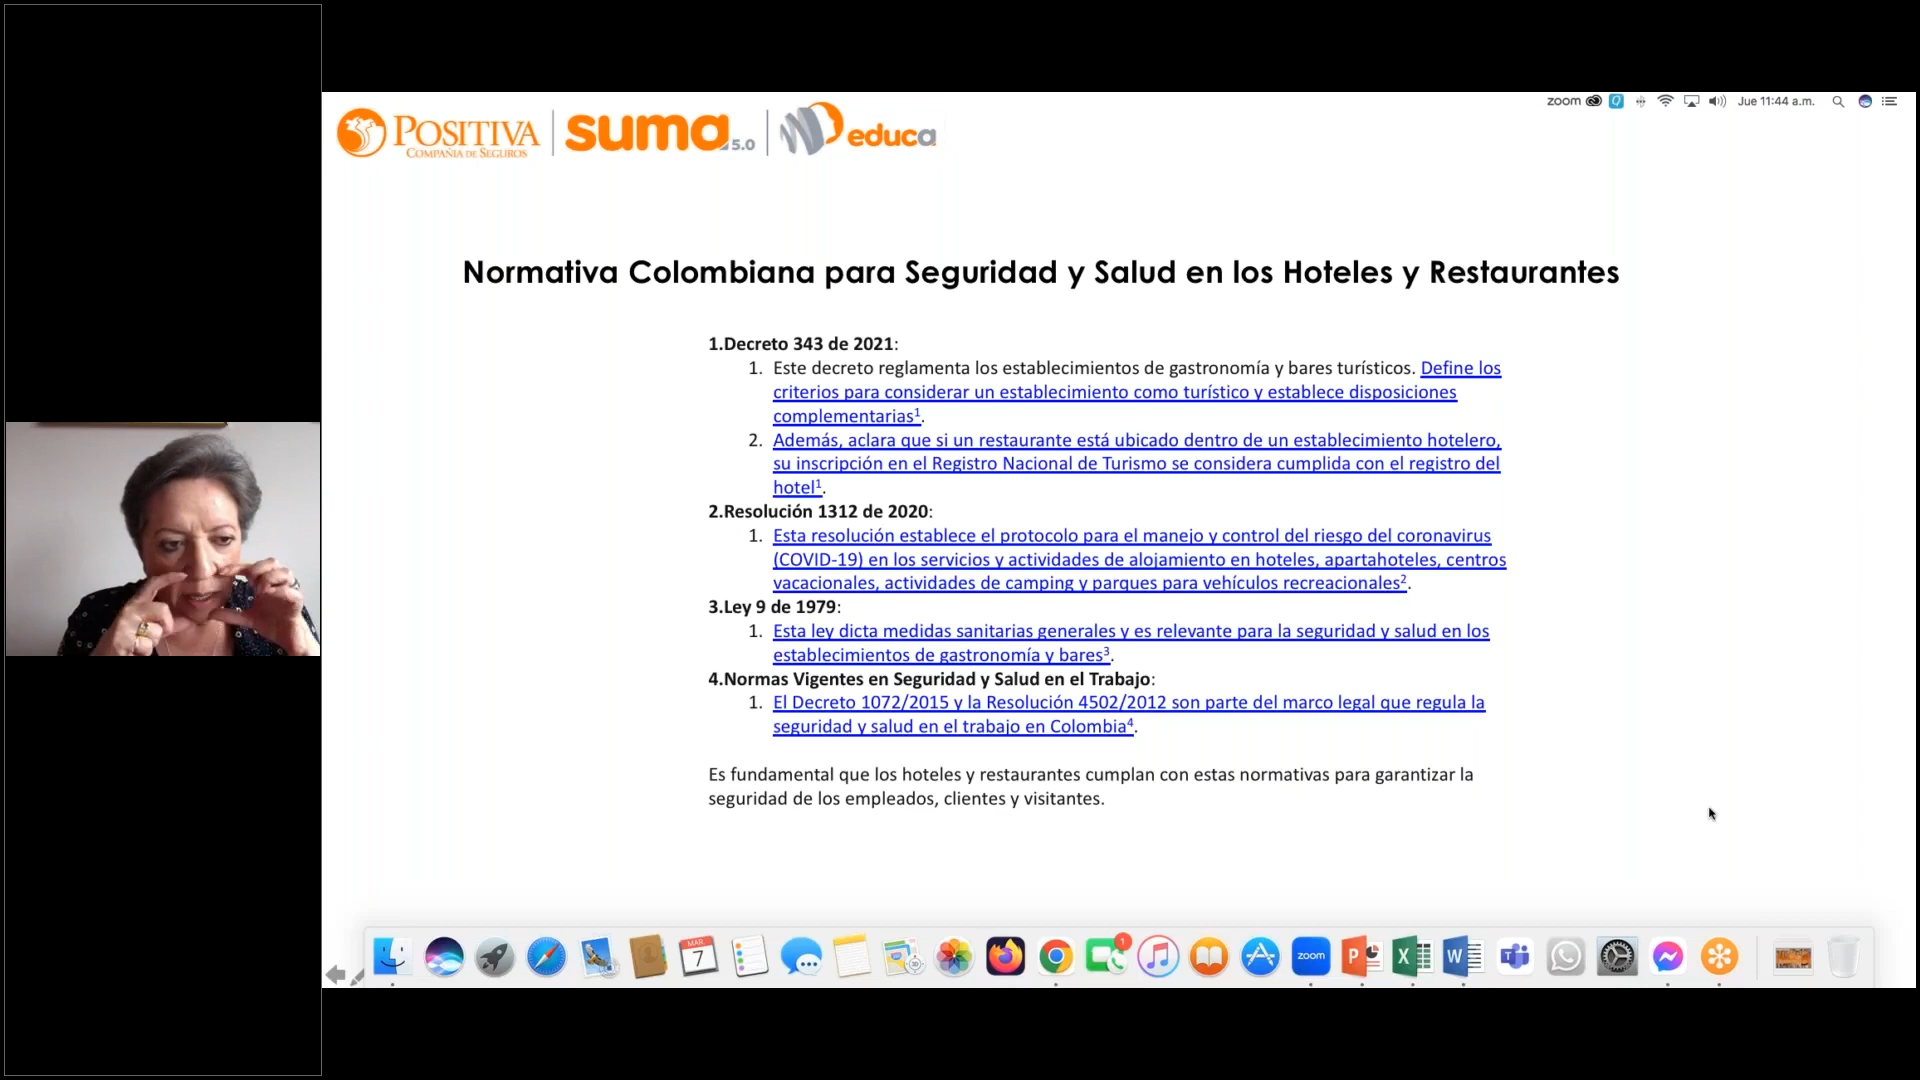 zoom
Jue 11:44 a.m.
POSITIVA
COMPAÑIA DE SEGUROS
suma 5.0
educa
Normativa Colombiana para Seguridad y Salud en los Hoteles y Restaurantes
1.Decreto 343 de 2021:
1. Este decreto reglamenta los establecimientos de gastronomía y bares turísticos. Define los
criterios para considerar un establecimiento como turístico y establece disposiciones
complementarias¹.
2. Además, aclara que si un restaurante está ubicado dentro de un establecimiento hotelero,
su inscripción en el Registro Nacional de Turismo se considera cumplida con el registro del
hotel¹.
2.Resolución 1312 de 2020:
1. Esta resolución establece el protocolo para el manejo y control del riesgo del coronavirus
(COVID-19) en los servicios y actividades de alojamiento en hoteles, apartahoteles, centros
vacacionales, actividades de camping y parques para vehículos recreacionales².
3.Ley 9 de 1979:
1. Esta ley dicta medidas sanitarias generales y es relevante para la seguridad y salud en los
establecimientos de gastronomía y bares³.
4.Normas Vigentes en Seguridad y Salud en el Trabajo:
1. El Decreto 1072/2015 y la Resolución 4502/2012 son parte del marco legal que regula la
seguridad y salud en el trabajo en Colombia⁴.
Es fundamental que los hoteles y restaurantes cumplan con estas normativas para garantizar la
seguridad de los empleados, clientes y visitantes.
MAR
7
1
zoom
P
X
W
T